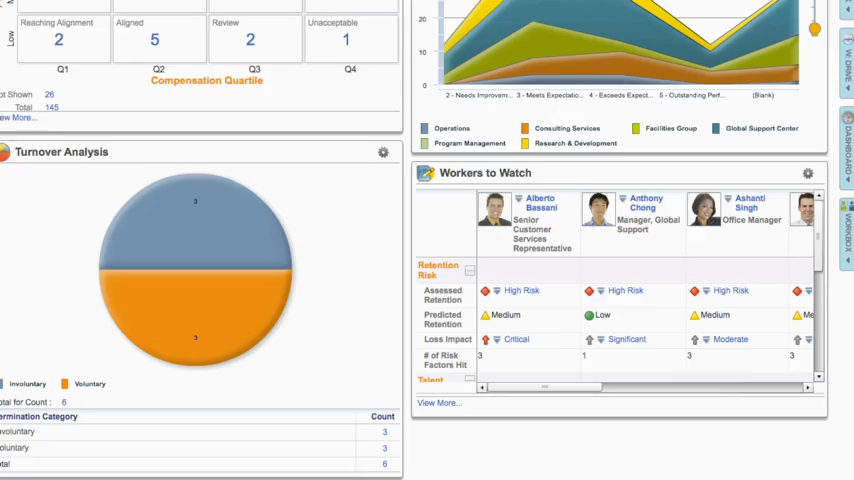 Low
Reaching Alignment
2
Aligned
5
Review
2
Unacceptable
1
Q1
Q2
Q3
Q4
Compensation Quartile
ot Shown 26
Total 145
ew More...
20
10
0
2 - Needs Improvem...
3 - Meets Expectatio...
4 - Exceeds Expect...
5 - Outstanding Perf...
(Blank)
Operations
Consulting Services
Facilities Group
Global Support Center
Program Management
Research & Development
Turnover Analysis
3
3
Involuntary
Voluntary
otal for Count : 6
ermination Category Count
nvoluntary 3
oluntary 3
otal 6
Workers to Watch
Alberto
Bassani
Senior
Customer
Services
Representative
Anthony
Chong
Manager, Global
Support
Ashanti
Singh
Office Manager
Retention
Risk
Assessed
Retention
High Risk
High Risk
High Risk
Predicted
Retention
Medium
Low
Medium
Me
Loss Impact
Critical
Significant
Moderate
# of Risk
Factors Hit
3
1
3
3
Talent
View More...
W: DRIVE
DASHBOARD
WORKBOX